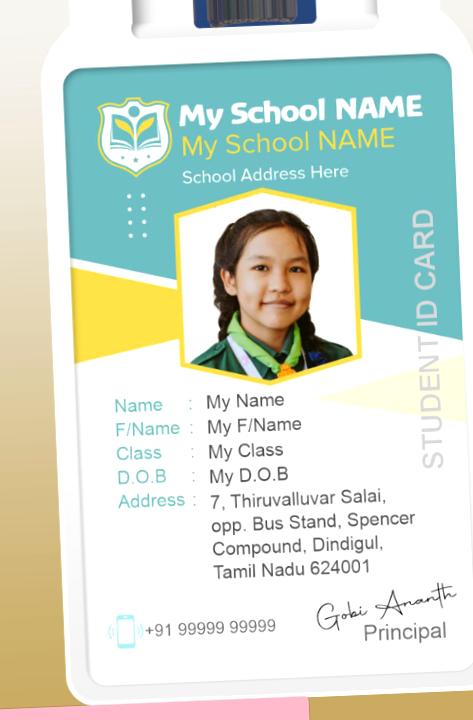 My School NAME
My School NAME
School Address Here
STUDENT ID CARD
Name : My Name
F/Name : My F/Name
Class : My Class
D.O.B : My D.O.B
Address : 7, Thiruvalluvar Salai,
opp. Bus Stand, Spencer
Compound, Dindigul,
Tamil Nadu 624001
+91 99999 99999
Gobi Ananth
Principal